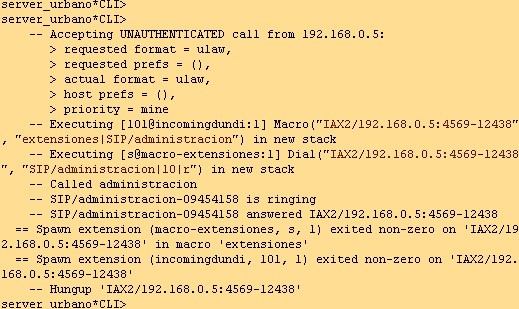 server_urbano*CLI>
server_urbano*CLI>
    -- Accepting UNAUTHENTICATED call from 192.168.0.5:
       > requested format = ulaw,
       > requested prefs = (),
       > actual format = ulaw,
       > host prefs = (),
       > priority = mine
    -- Executing [101@incomingdundi:1] Macro("IAX2/192.168.0.5:4569-12438"
, "extensiones|SIP/administracion") in new stack
    -- Executing [s@macro-extensiones:1] Dial("IAX2/192.168.0.5:4569-12438
", "SIP/administracion|10|r") in new stack
    -- Called administracion
    -- SIP/administracion-09454158 is ringing
    -- SIP/administracion-09454158 answered IAX2/192.168.0.5:4569-12438
  == Spawn extension (macro-extensiones, s, 1) exited non-zero on 'IAX2/19
2.168.0.5:4569-12438' in macro 'extensiones'
  == Spawn extension (incomingdundi, 101, 1) exited non-zero on 'IAX2/192.
168.0.5:4569-12438'
    -- Hungup 'IAX2/192.168.0.5:4569-12438'
server_urbano*CLI>